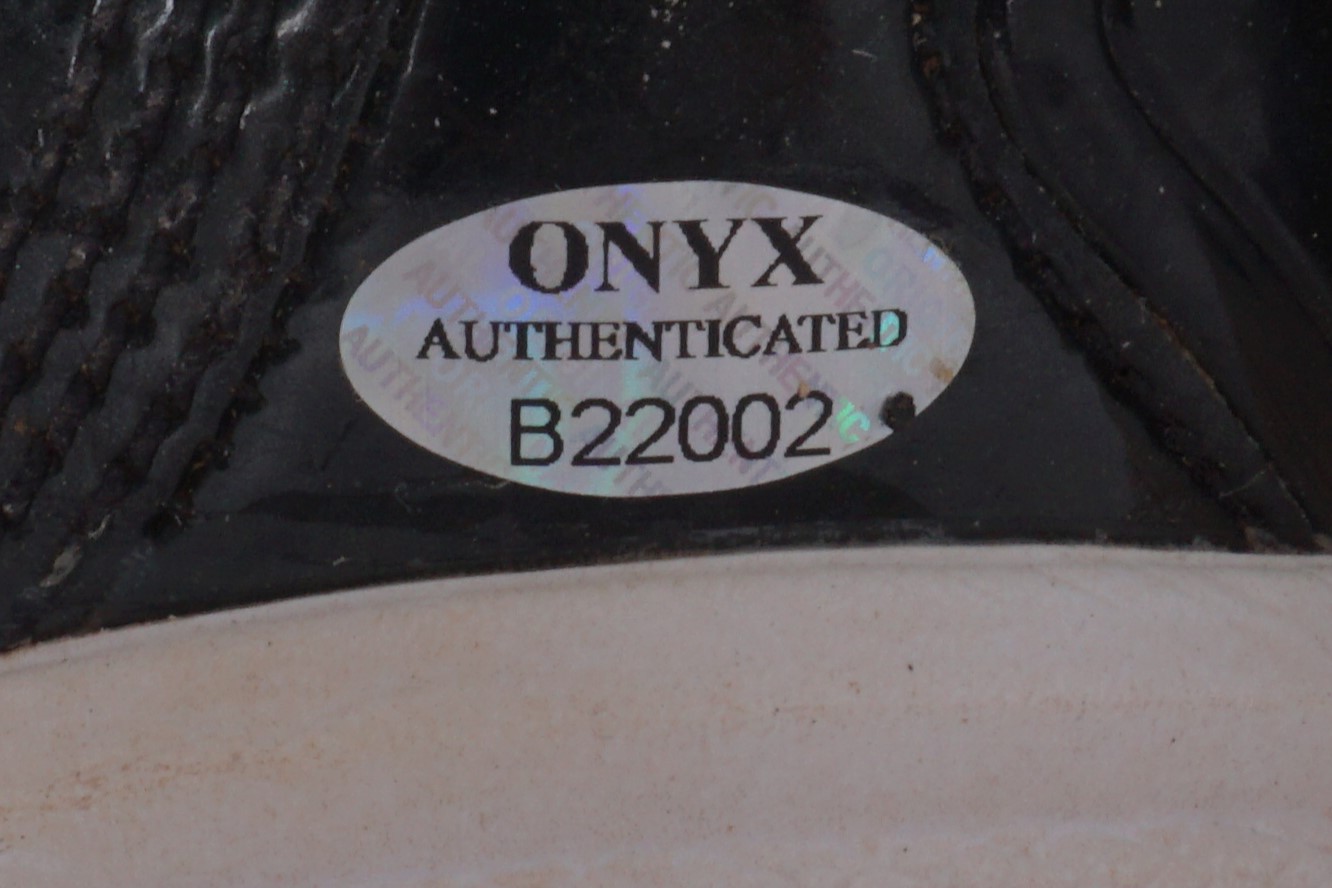 ONYX
AUTHENTICATED
B22002